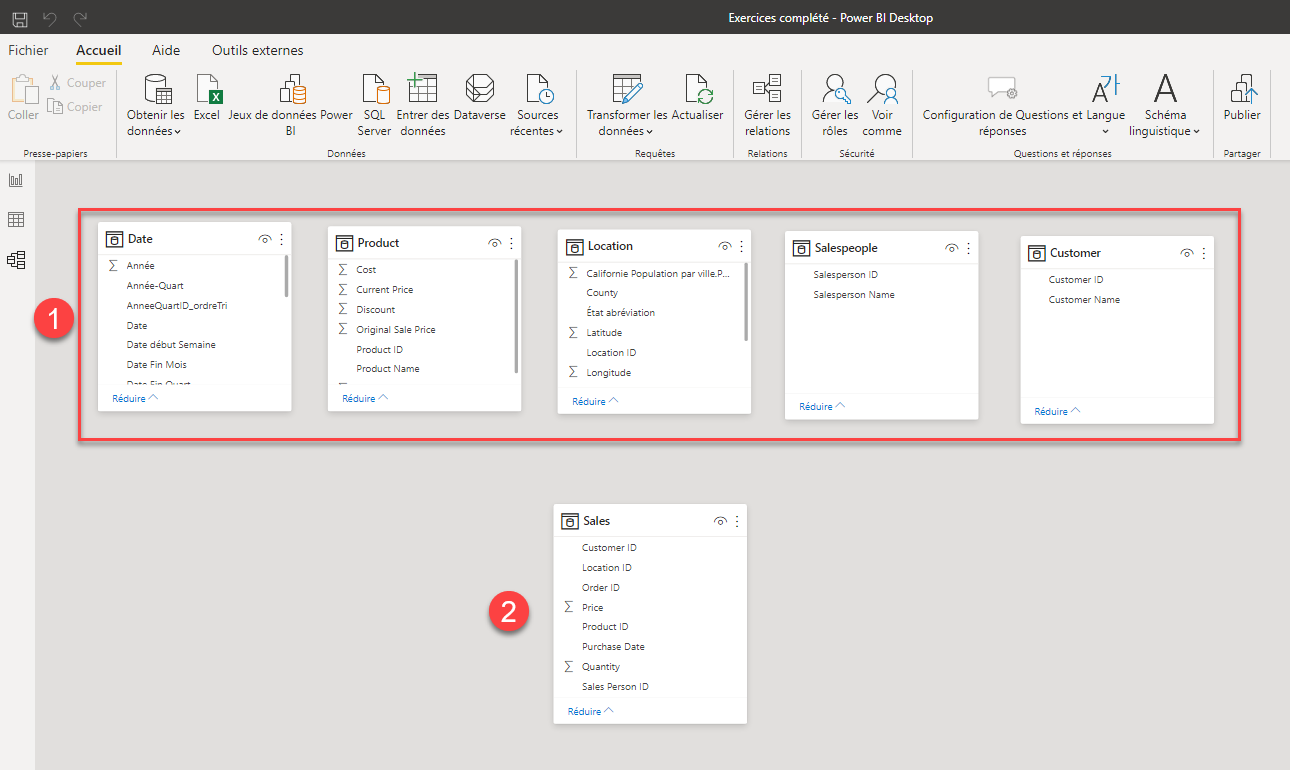 Exercices complété - Power BI Desktop
Fichier Accueil Aide Outils externes
Coller
Couper
Copier
Presse-papiers
Obtenir les
données
Excel
Jeux de données Power
BI
SQL
Server
Entrer des
données
Dataverse
Sources
récentes
Données
Transformer les
données
Actualiser
Requêtes
Gérer les
relations
Relations
Gérer les
rôles
Voir
comme
Sécurité
Configuration de Questions et
réponses
Langue
Schéma
linguistique
Questions et réponses
Publier
Partager
1
Date
Année
Année-Quart
AnneeQuartID_ordreTri
Date
Date début Semaine
Date Fin Mois
Date Fin Quart
Réduire
Product
Cost
Current Price
Discount
Original Sale Price
Product ID
Product Name
Réduire
Location
Californie Population par ville.P...
County
État abréviation
Latitude
Location ID
Longitude
Réduire
Salespeople
Salesperson ID
Salesperson Name
Réduire
Customer
Customer ID
Customer Name
Réduire
2
Sales
Customer ID
Location ID
Order ID
Price
Product ID
Purchase Date
Quantity
Sales Person ID
Réduire